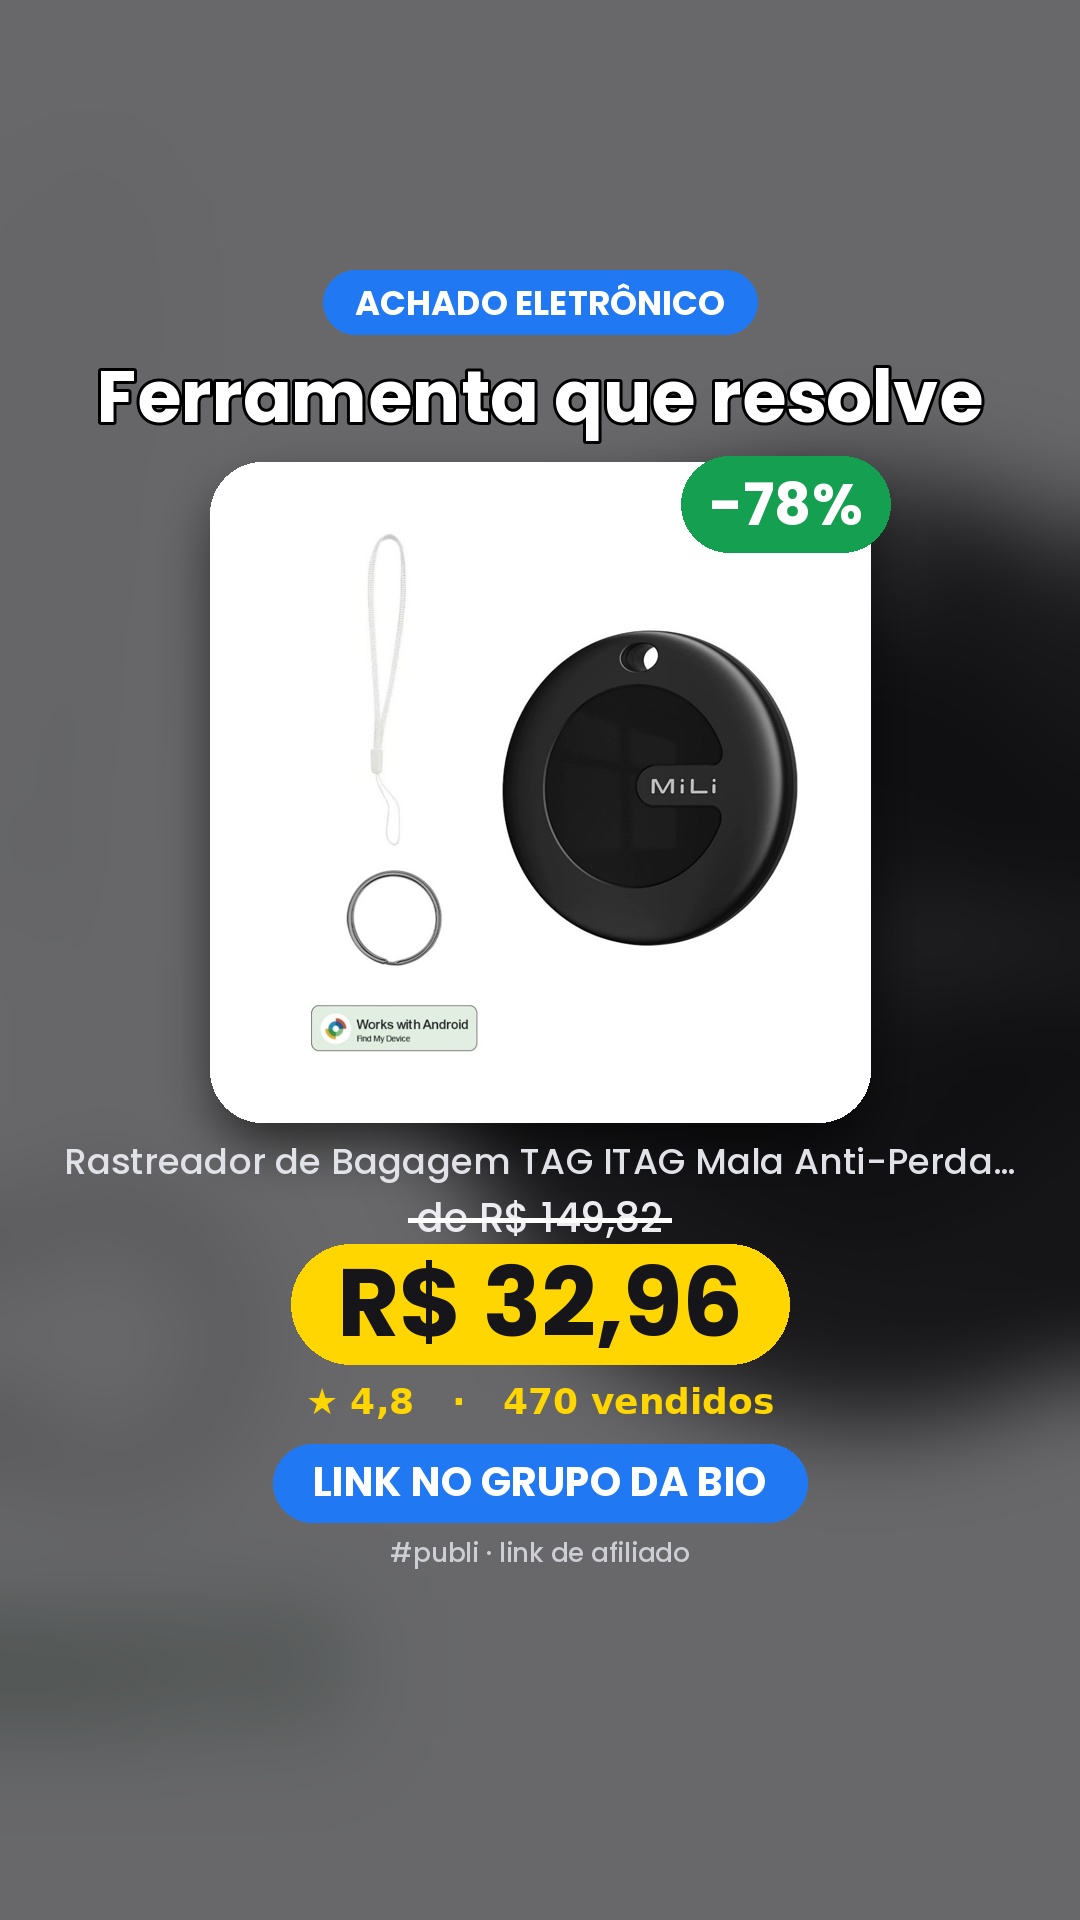 ACHADO ELETRÔNICO
Ferramenta que resolve
-78%
MiLi
Works with Android
Find My Device
Rastreador de Bagagem TAG ITAG Mala Anti-Perda...
de R$ 149,82
R$ 32,96
★ 4,8 · 470 vendidos
LINK NO GRUPO DA BIO
#publi · link de afiliado